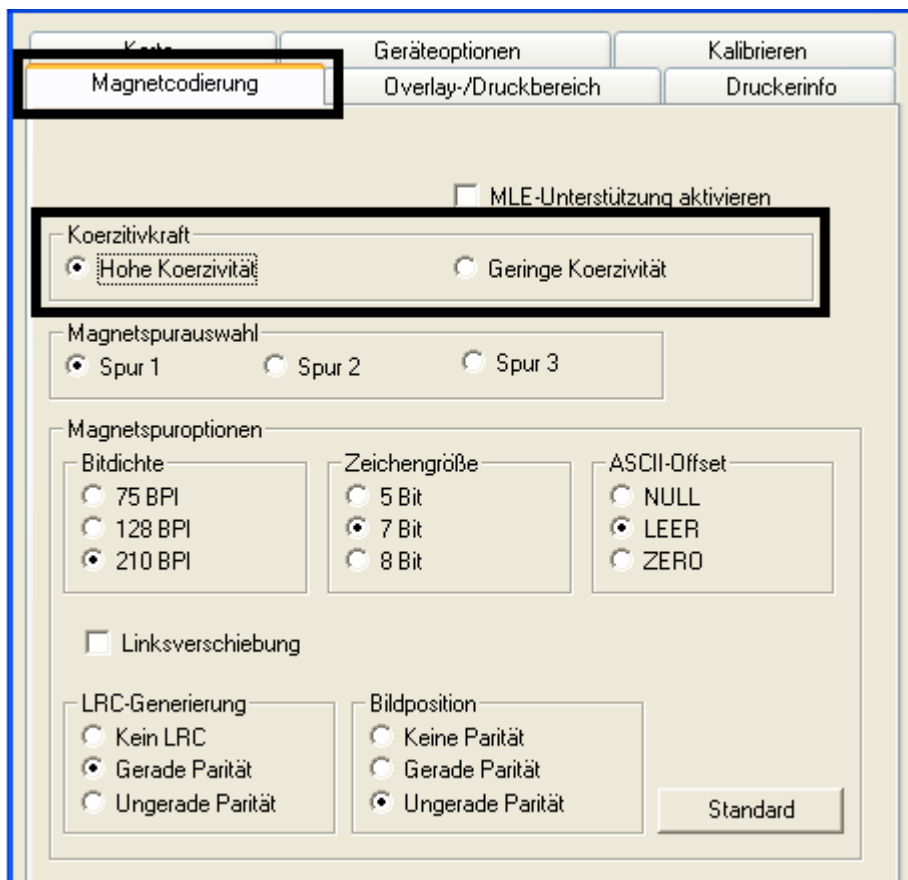 Karte Geräteoptionen Kalibrieren
Magnetcodierung Overlay-/Druckbereich Druckerinfo
MLE-Unterstützung aktivieren
Koerzitivkraft
Hohe Koerzivität Geringe Koerzivität
Magnetspurauswahl
Spur 1 Spur 2 Spur 3
Magnetspuroptionen
Bitdichte Zeichengröße ASCII-Offset
75 BPI 5 Bit NULL
128 BPI 7 Bit LEER
210 BPI 8 Bit ZERO
Linksverschiebung
LRC-Generierung Bildposition
Kein LRC Keine Parität
Gerade Parität Gerade Parität
Ungerade Parität Ungerade Parität Standard